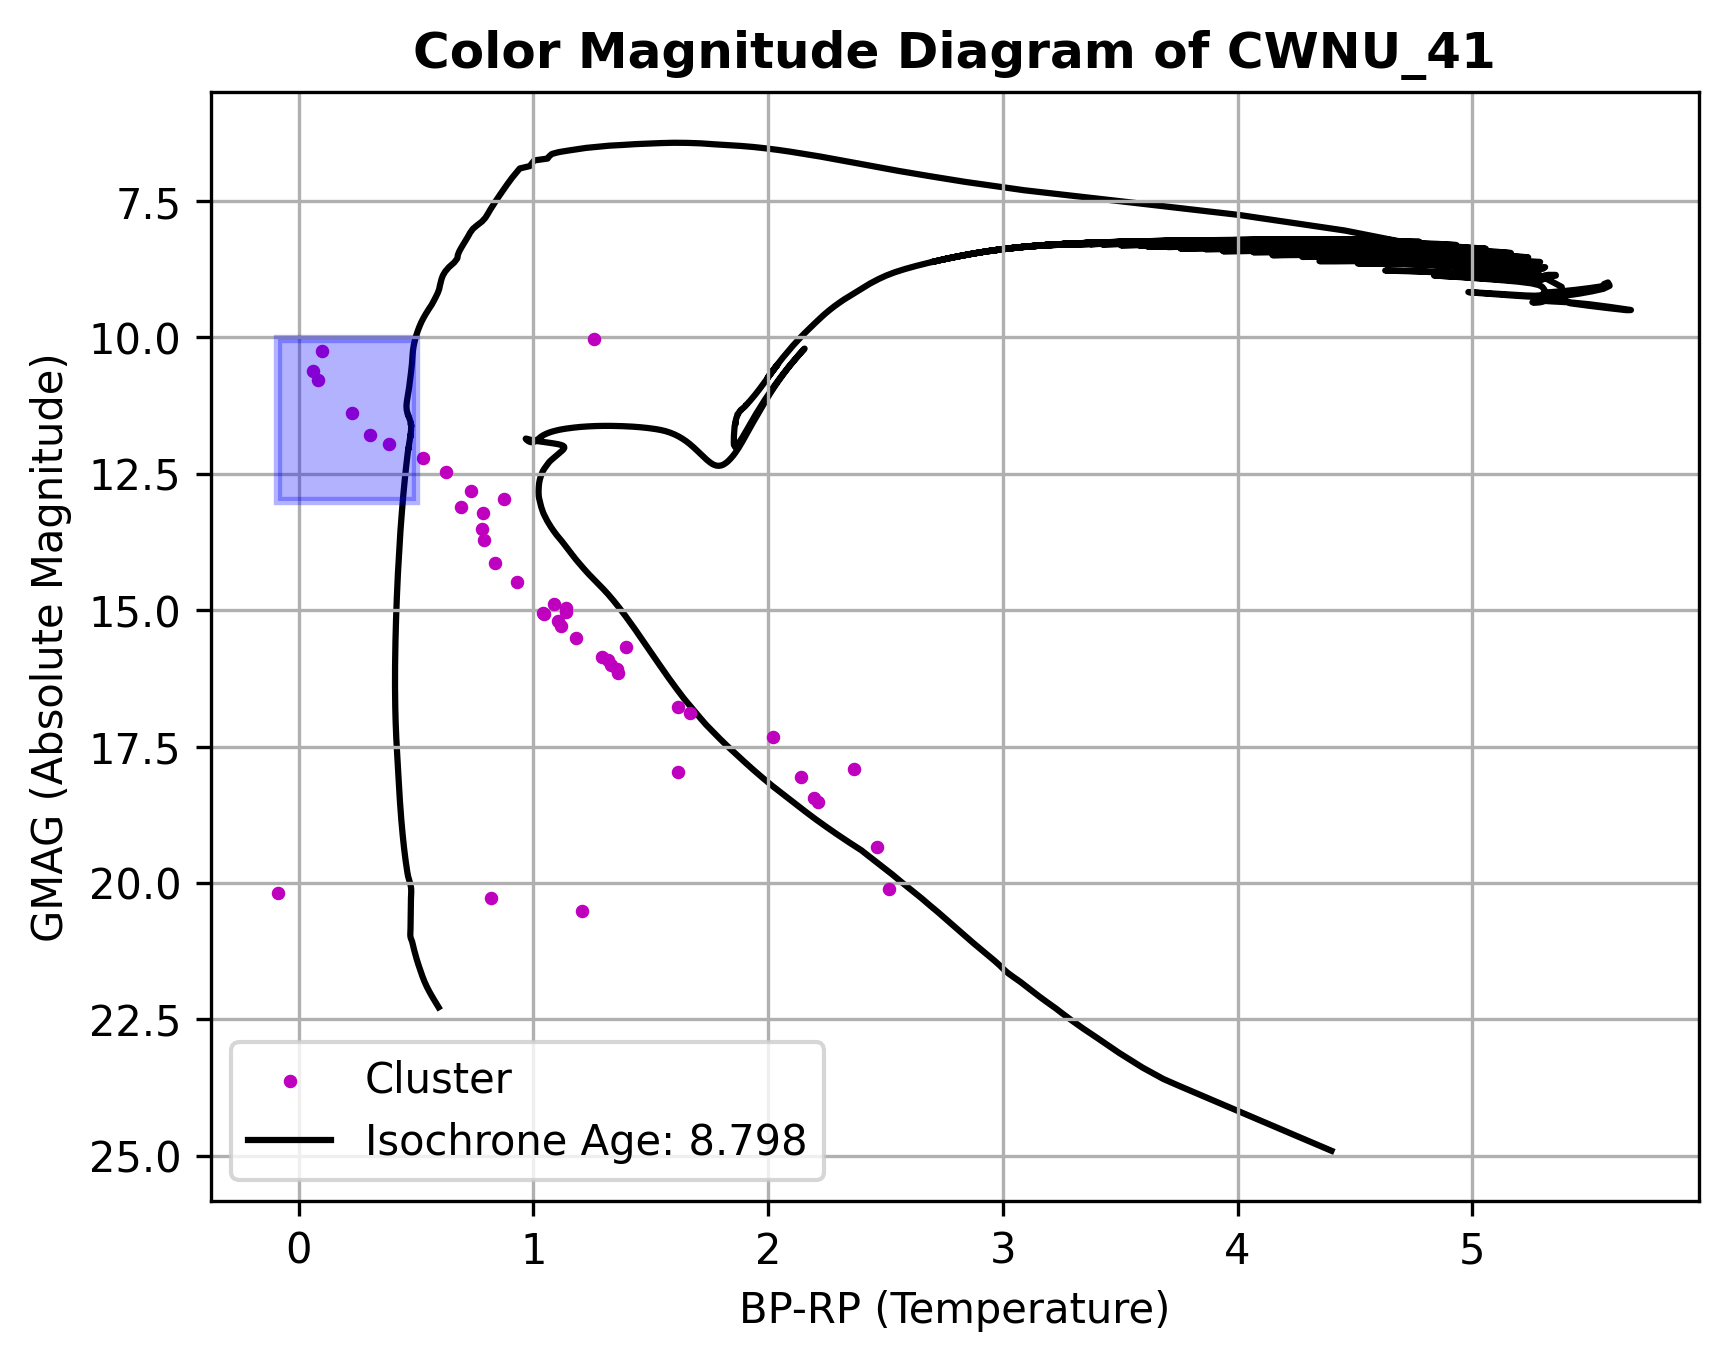 Color Magnitude Diagram of CWNU_41
GMAG (Absolute Magnitude)
7.5
10.0
12.5
15.0
17.5
20.0
22.5
25.0
Cluster
Isochrone Age: 8.798
0 1 2 3 4 5
BP-RP (Temperature)